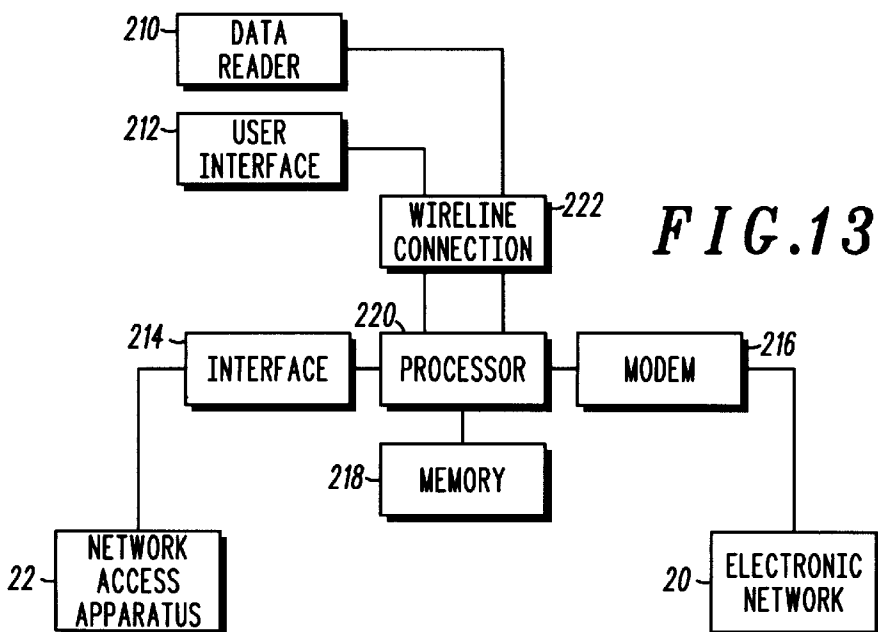 210
DATA
READER
212
USER
INTERFACE
WIRELINE
CONNECTION
222
FIG.13
214
INTERFACE
220
PROCESSOR
MODEM
216
218
MEMORY
22
NETWORK
ACCESS
APPARATUS
20
ELECTRONIC
NETWORK